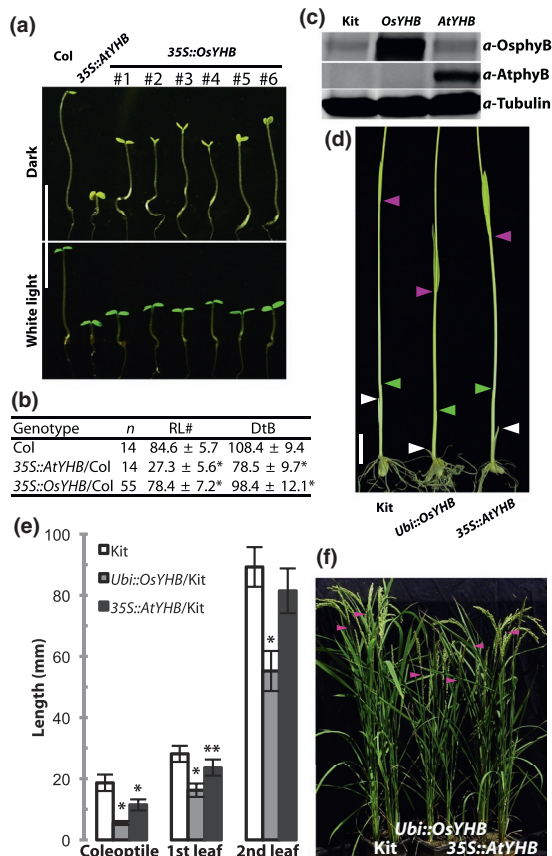 (a)
Col 35S::AtYHB 35S::OsYHB
#1 #2 #3 #4 #5 #6
Dark
White light
(b)
Genotype n RL# DtB
Col 14 84.6 ± 5.7 108.4 ± 9.4
35S::AtYHB/Col 14 27.3 ± 5.6* 78.5 ± 9.7*
35S::OsYHB/Col 55 78.4 ± 7.2* 98.4 ± 12.1*
(c)
Kit OsYHB AtYHB
a-OsphyB
a-AtphyB
a-Tubulin
(d)
Kit Ubi::OsYHB 35S::AtYHB
(e)
Length (mm)
100
80
60
40
20
0
Kit
Ubi::OsYHB/Kit
35S::AtYHB/Kit
* *
* **
*
Coleoptile 1st leaf 2nd leaf
(f)
Ubi::OsYHB
Kit 35S::AtYHB